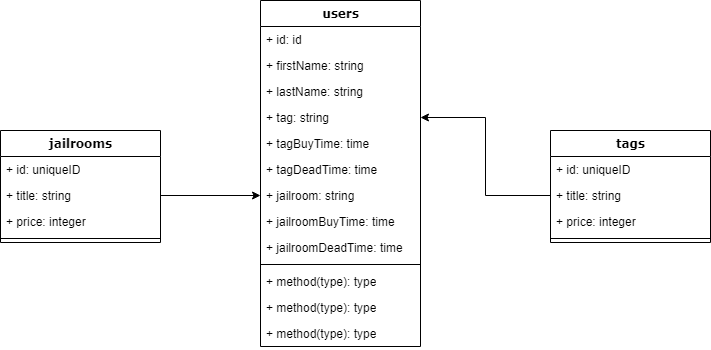 users
+ id: id
+ firstName: string
+ lastName: string
+ tag: string
+ tagBuyTime: time
+ tagDeadTime: time
+ jailroom: string
+ jailroomBuyTime: time
+ jailroomDeadTime: time
+ method(type): type
+ method(type): type
+ method(type): type
jailrooms
+ id: uniqueID
+ title: string
+ price: integer
tags
+ id: uniqueID
+ title: string
+ price: integer